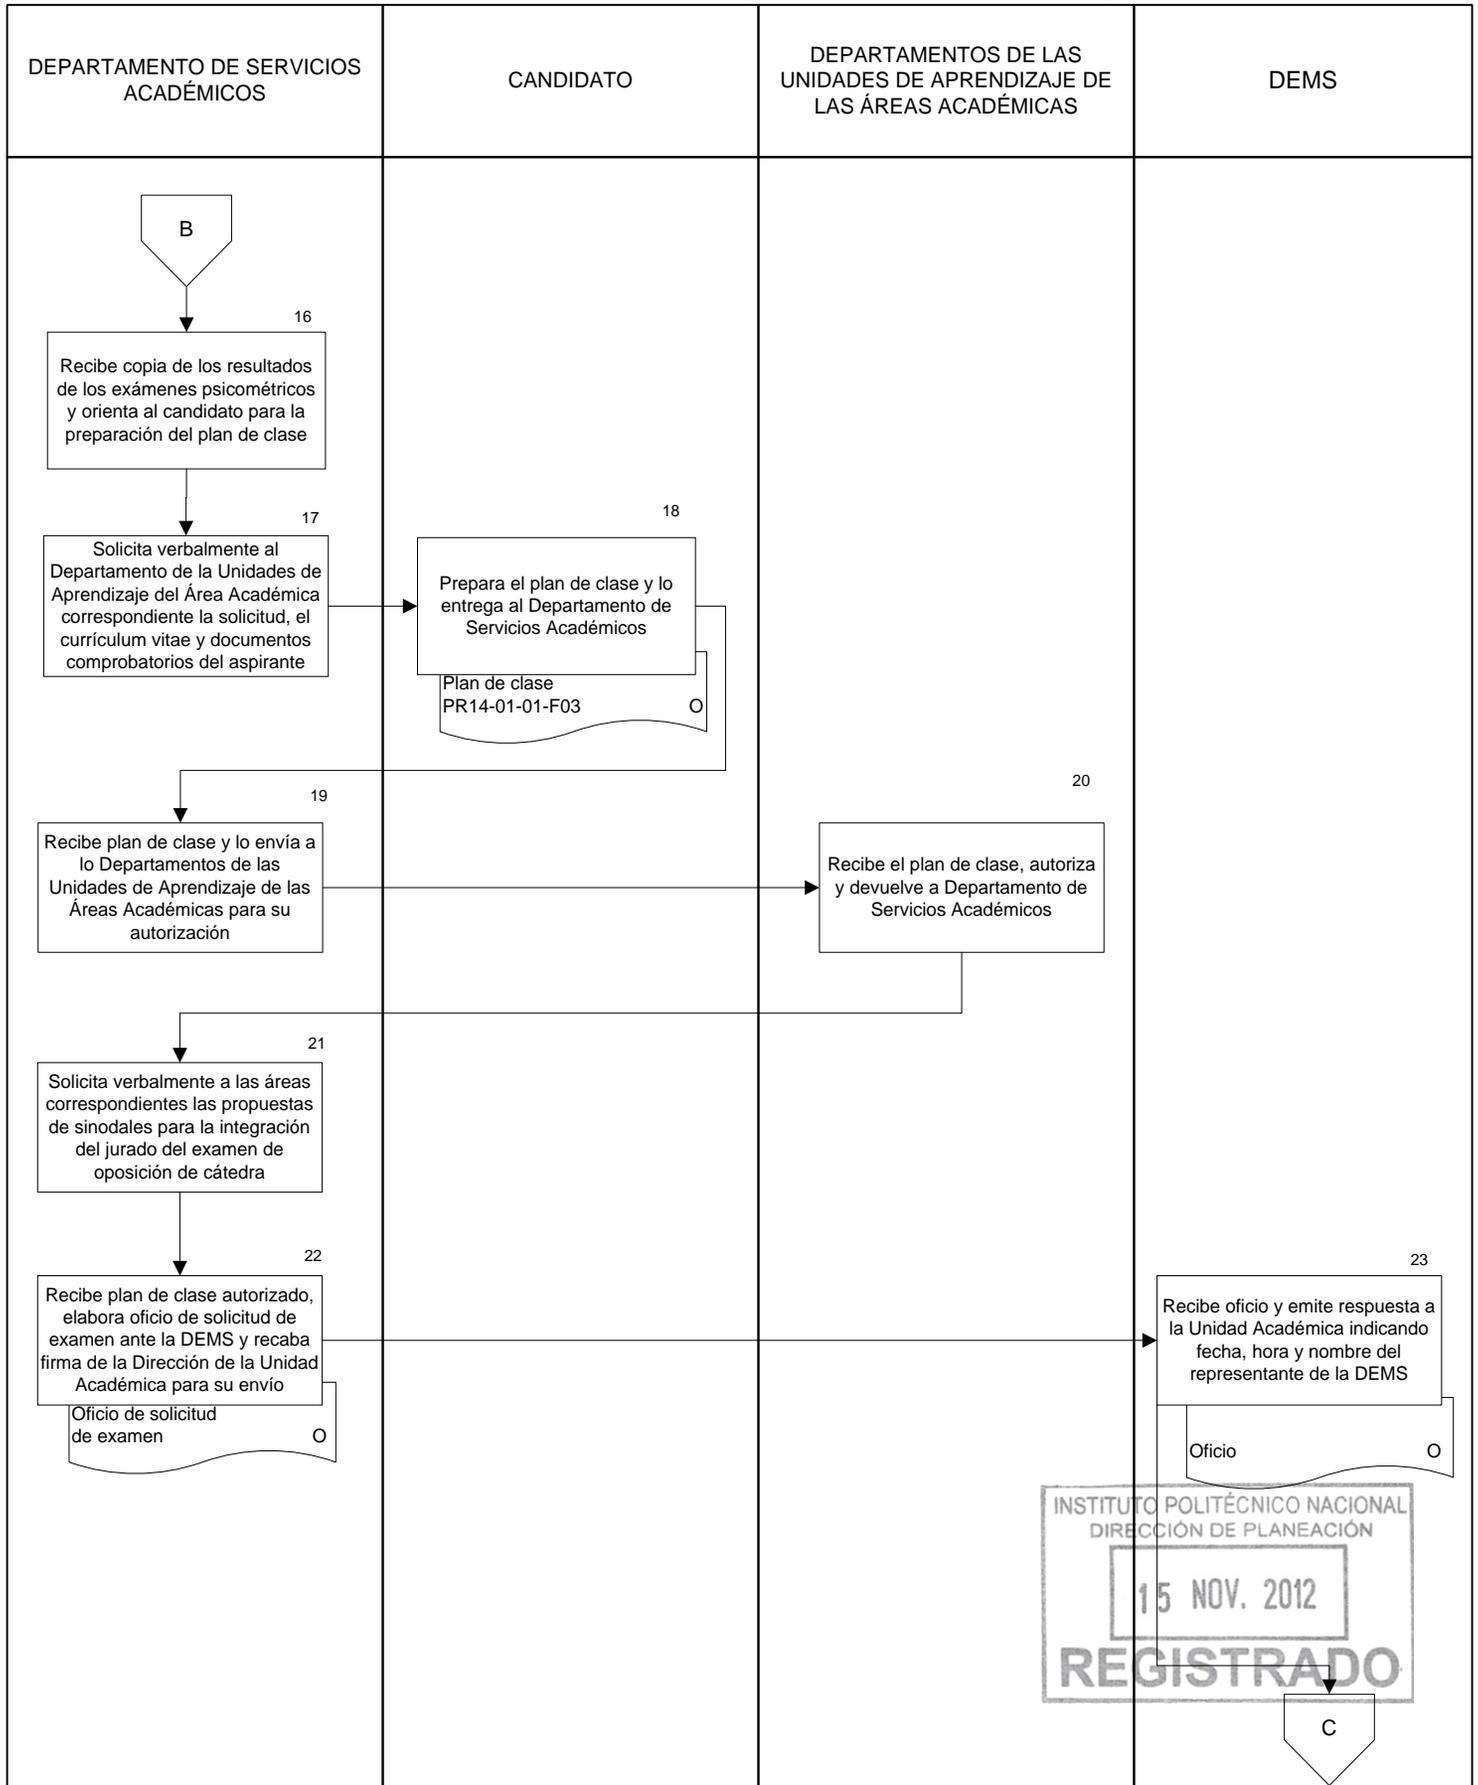 DEPARTAMENTO DE SERVICIOS
ACADÉMICOS
CANDIDATO
DEPARTAMENTOS DE LAS
UNIDADES DE APRENDIZAJE DE
LAS ÁREAS ACADÉMICAS
DEMS
B
16
Recibe copia de los resultados
de los exámenes psicométricos
y orienta al candidato para la
preparación del plan de clase
17
Solicita verbalmente al
Departamento de la Unidades de
Aprendizaje del Área Académica
correspondiente la solicitud, el
currículum vitae y documentos
comprobatorios del aspirante
18
Prepara el plan de clase y lo
entrega al Departamento de
Servicios Académicos
Plan de clase
PR14-01-01-F03 O
19
Recibe plan de clase y lo envía a
lo Departamentos de las
Unidades de Aprendizaje de las
Áreas Académicas para su
autorización
20
Recibe el plan de clase, autoriza
y devuelve a Departamento de
Servicios Académicos
21
Solicita verbalmente a las áreas
correspondientes las propuestas
de sinodales para la integración
del jurado del examen de
oposición de cátedra
22
Recibe plan de clase autorizado,
elabora oficio de solicitud de
examen ante la DEMS y recaba
firma de la Dirección de la Unidad
Académica para su envío
Oficio de solicitud
de examen O
23
Recibe oficio y emite respuesta a
la Unidad Académica indicando
fecha, hora y nombre del
representante de la DEMS
Oficio O
INSTITUTO POLITÉCNICO NACIONAL
DIRECCIÓN DE PLANEACIÓN
15 NOV. 2012
REGISTRADO
C